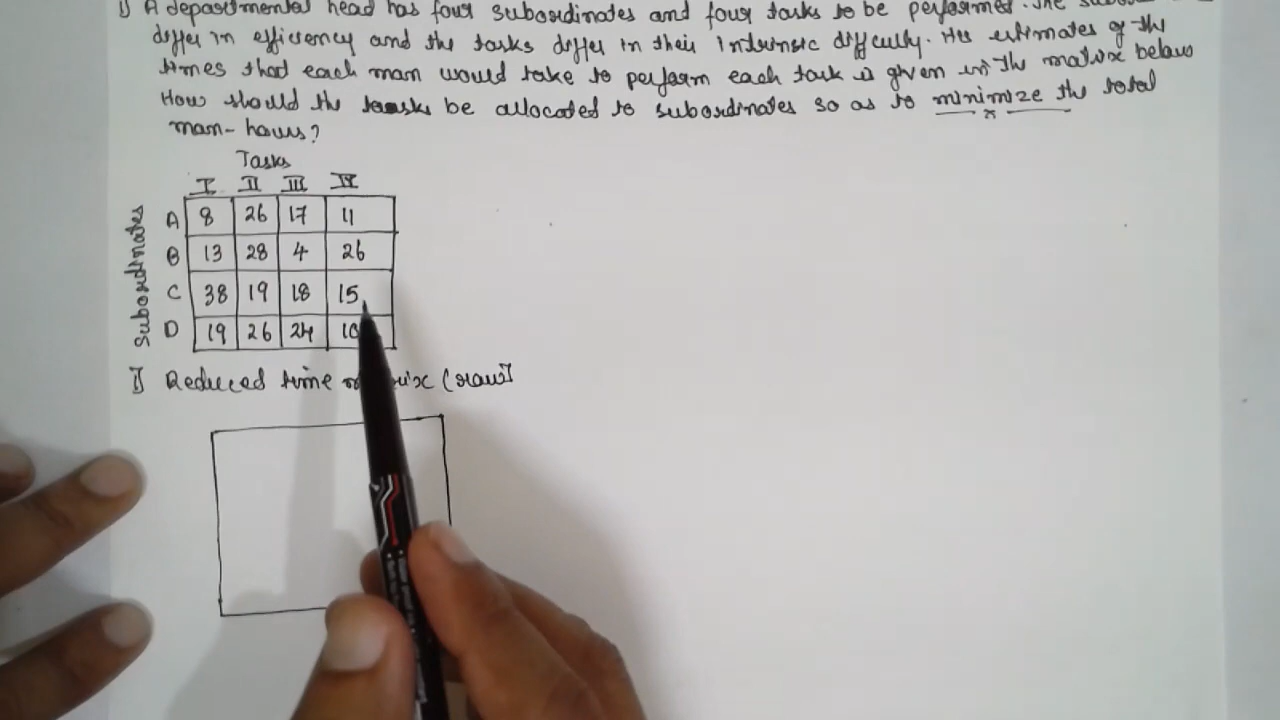 1) A departmental head has four subordinates and four tasks to be performed. The
differ in efficiency and the tasks differ in their intrinsic difficulty. His estimates of the
times that each man would take to perform each task is given in the matrix below
How should the tasks be allocated to subordinates so as to minimize the total
man-hours?
Tasks
I II III IV
Subordinates
A 8 26 17 11
B 13 28 4 26
C 38 19 18 15
D 19 26 24 10
I] Reduced time (row)